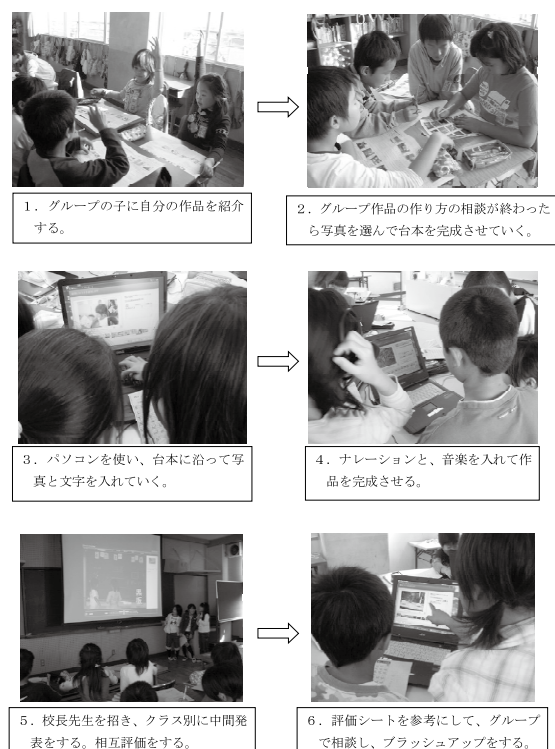 １．グループの子に自分の作品を紹介
する。
２．グループ作品の作り方の相談が終わった
ら写真を選んで台本を完成させていく。
３．パソコンを使い、台本に沿って写
真と文字を入れていく。
４．ナレーションと、音楽を入れて作
品を完成させる。
５．校長先生を招き、クラス別に中間発
表をする。相互評価をする。
６．評価シートを参考にして、グループ
で相談し、ブラッシュアップをする。